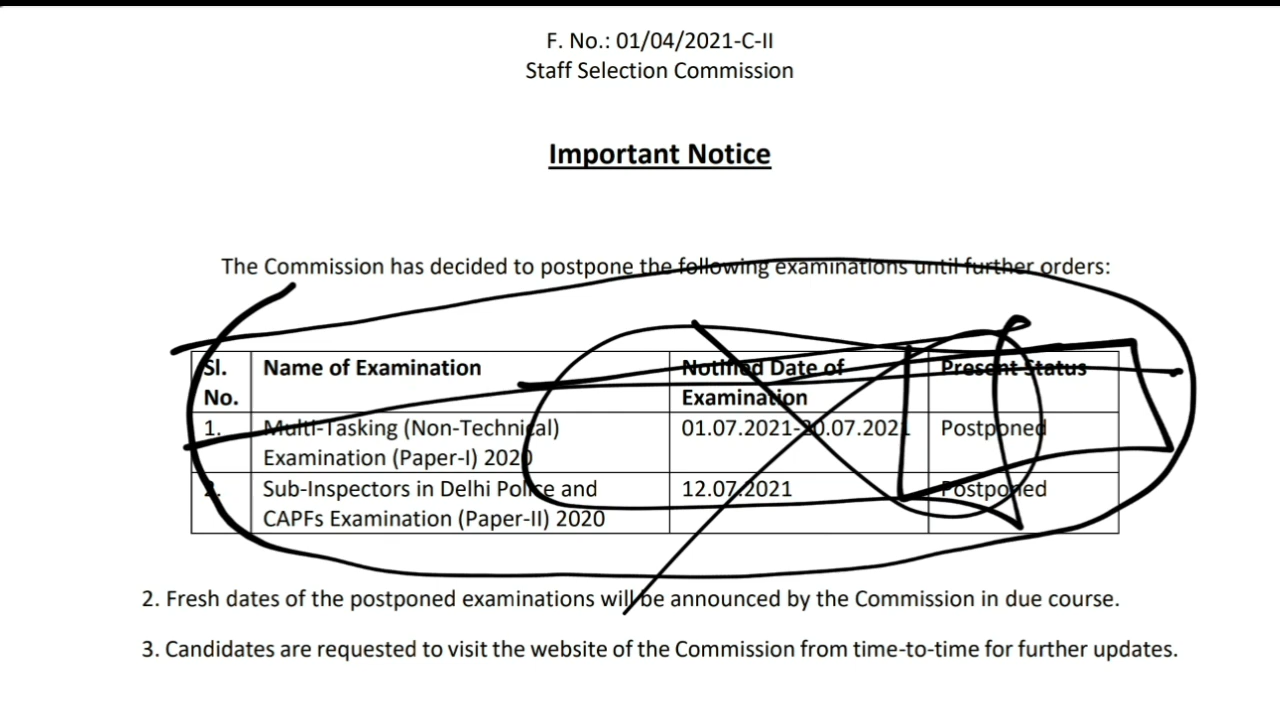 F. No.: 01/04/2021-C-II
Staff Selection Commission
Important Notice
The Commission has decided to postpone the following examinations until further orders:
Sl. No. Name of Examination Notified Date of Examination Present Status
1. Multi-Tasking (Non-Technical) Examination (Paper-I) 2020 01.07.2021-20.07.2021 Postponed
2. Sub-Inspectors in Delhi Police and CAPFs Examination (Paper-II) 2020 12.07.2021 Postponed
2. Fresh dates of the postponed examinations will be announced by the Commission in due course.
3. Candidates are requested to visit the website of the Commission from time-to-time for further updates.